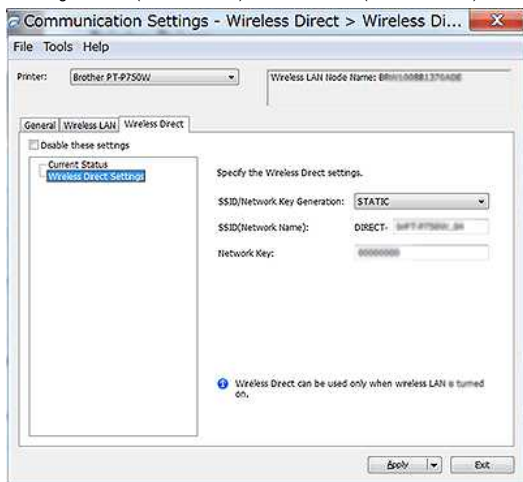 Communication Settings - Wireless Direct > Wireless Di...
File Tools Help
Printer: Brother PT-P750W Wireless LAN Node Name:
General Wireless LAN Wireless Direct
Disable these settings
Current Status
Wireless Direct Settings
Specify the Wireless Direct settings.
SSID/Network Key Generation: STATIC
SSID(Network Name): DIRECT-
Network Key: 00000000
Wireless Direct can be used only when wireless LAN is turned
on.
Apply Exit